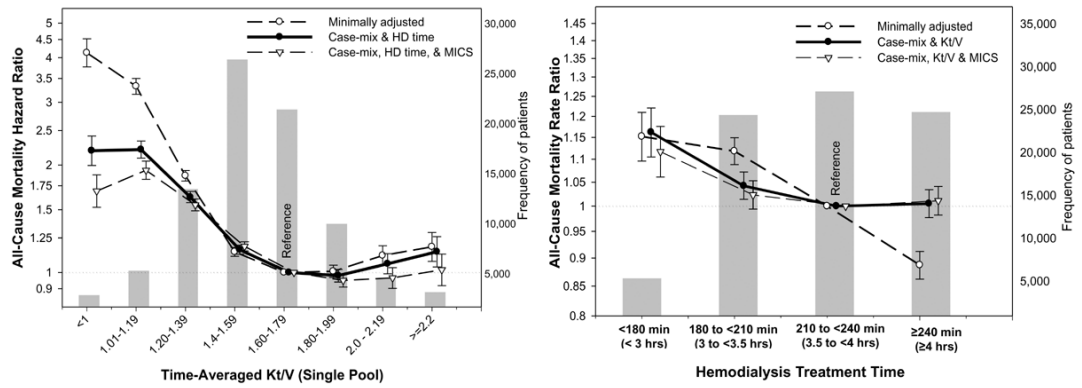 All-Cause Mortality Hazard Ratio
5
4.5
4
3.5
3
2.5
2
1.75
1.5
1.25
1
0.9
Minimally adjusted
Case-mix & HD time
Case-mix, HD time, & MICS
Reference
30,000
25,000
20,000
15,000
10,000
5,000
Frequency of patients
<1
1.01-1.19
1.20-1.39
1.4-1.59
1.60-1.79
1.80-1.99
2.0 - 2.19
>=2.2
Time-Averaged Kt/V (Single Pool)
All-Cause Mortality Rate Ratio
1.45
1.4
1.35
1.3
1.25
1.2
1.15
1.1
1.05
1
0.95
0.9
0.85
0.8
Minimally adjusted
Case-mix & Kt/V
Case-mix, Kt/V & MICS
Reference
35,000
30,000
25,000
20,000
15,000
10,000
5,000
Frequency of patients
<180 min
(< 3 hrs)
180 to <210 min
(3 to <3.5 hrs)
210 to <240 min
(3.5 to <4 hrs)
≥240 min
(≥4 hrs)
Hemodialysis Treatment Time